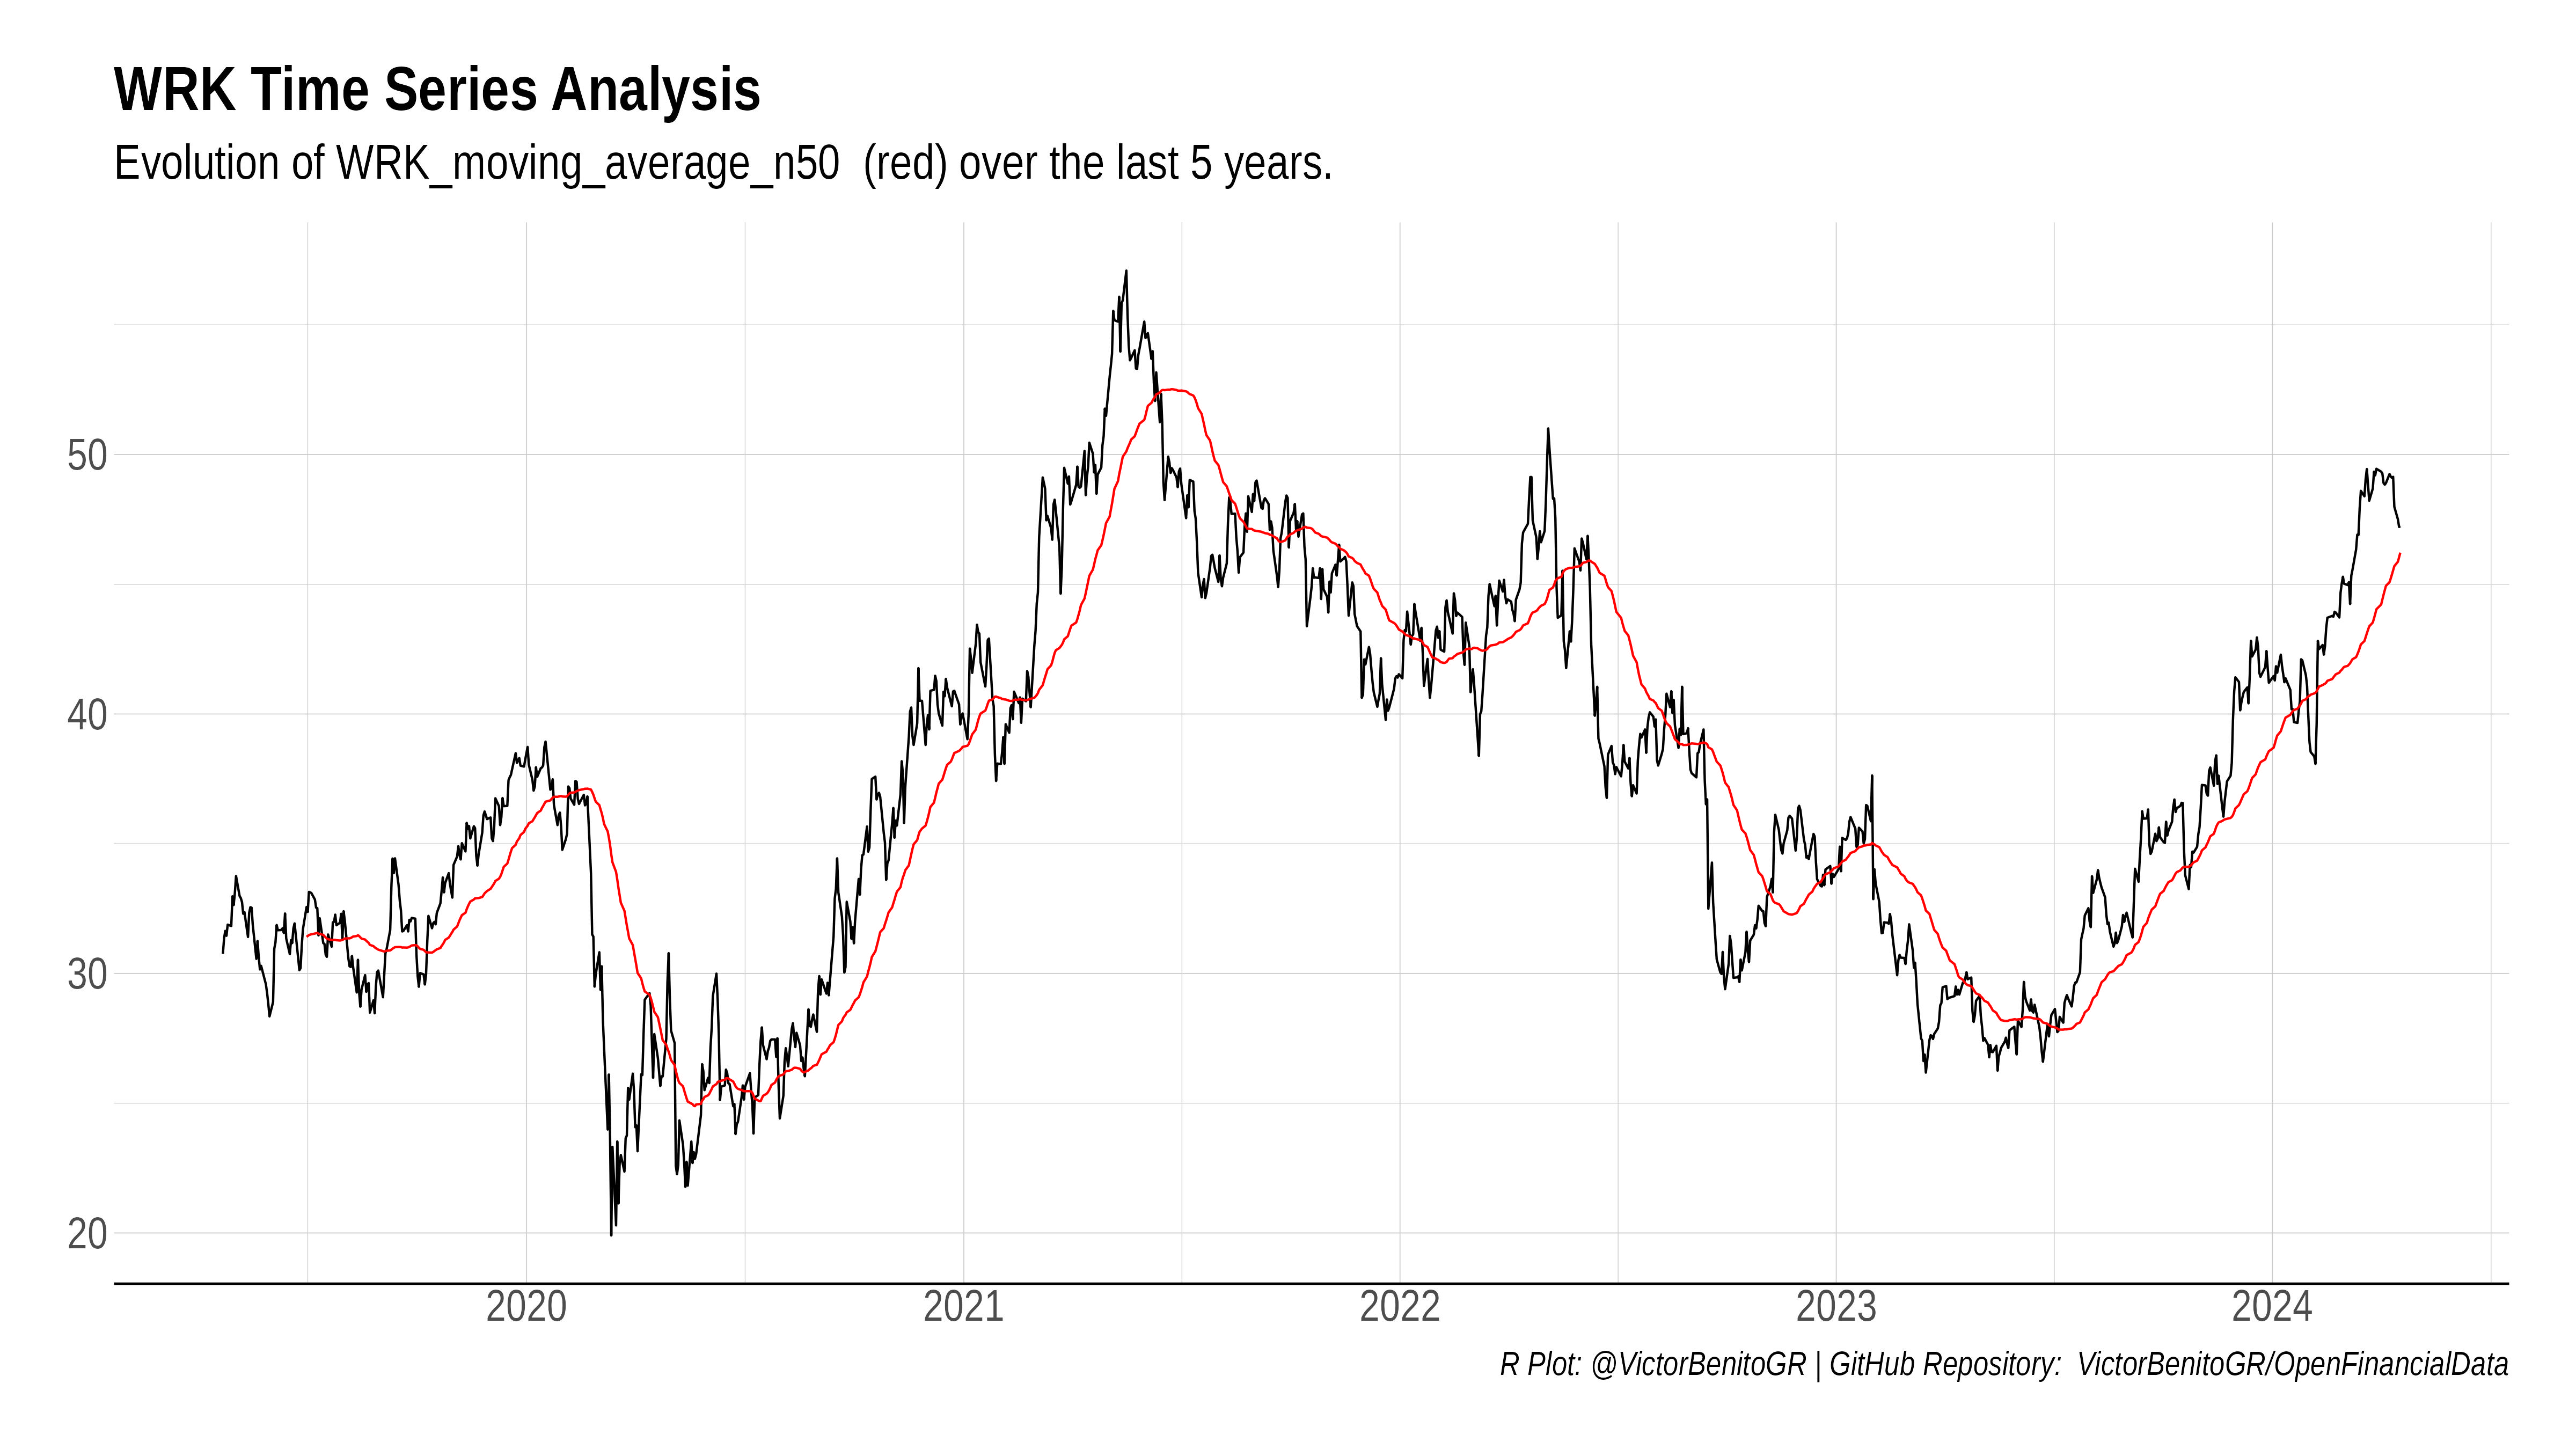 WRK Time Series Analysis
Evolution of WRK_moving_average_n50  (red) over the last 5 years.
50
40
30
20
2020 2021 2022 2023 2024
R Plot: @VictorBenitoGR | GitHub Repository:  VictorBenitoGR/OpenFinancialData